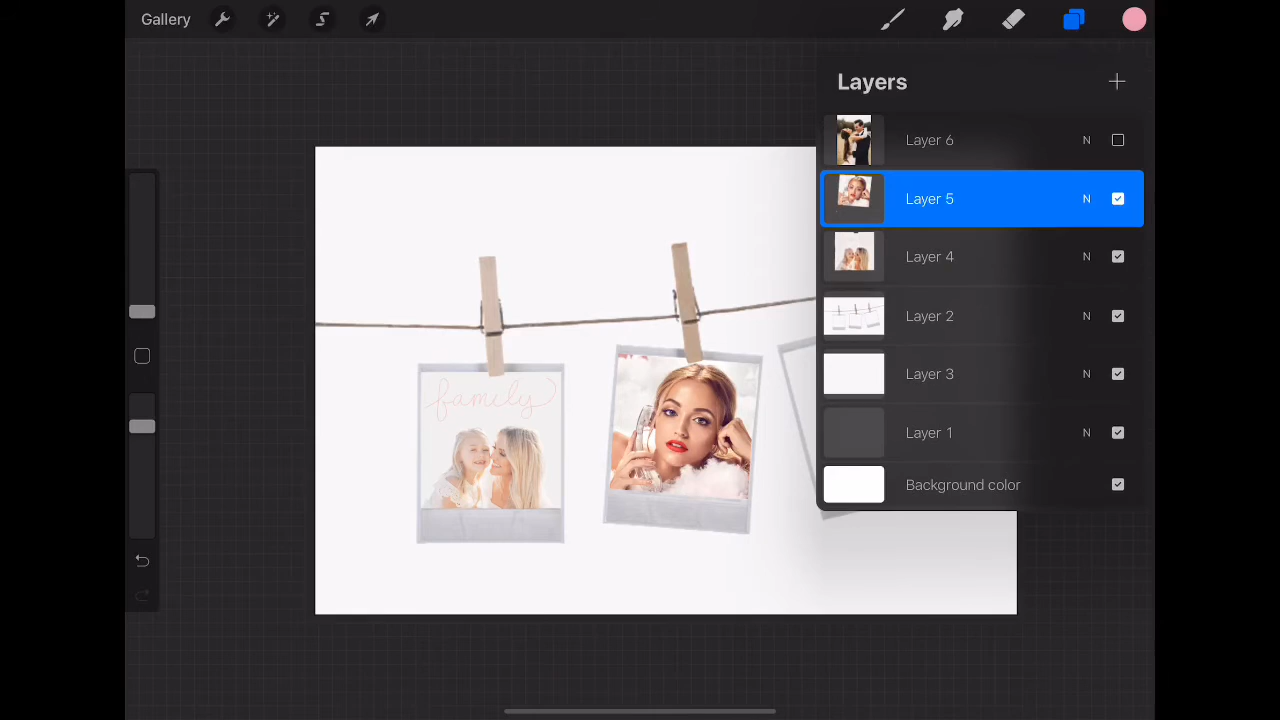 Gallery
Layers
Layer 6 N
Layer 5 N
Layer 4 N
Layer 2 N
Layer 3 N
Layer 1 N
Background color
family